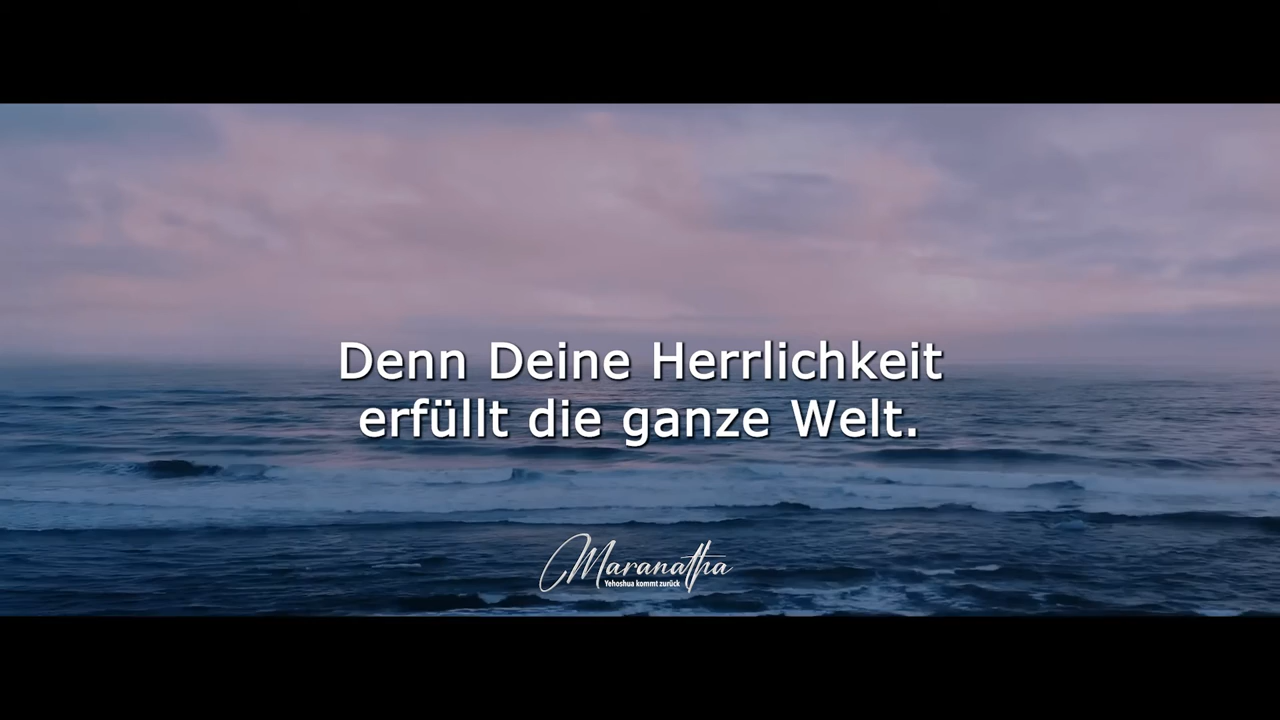 Denn Deine Herrlichkeit
erfüllt die ganze Welt.
Maranatha
Yehoshua kommt zurück